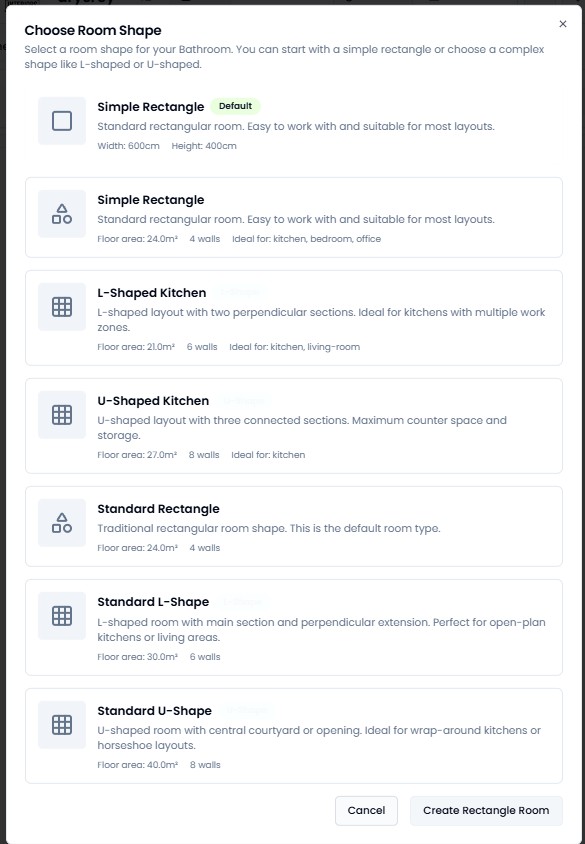 Choose Room Shape
Select a room shape for your Bathroom. You can start with a simple rectangle or choose a complex
shape like L-shaped or U-shaped.
Simple Rectangle Default
Standard rectangular room. Easy to work with and suitable for most layouts.
Width: 600cm Height: 400cm
Simple Rectangle
Standard rectangular room. Easy to work with and suitable for most layouts.
Floor area: 24.0m² 4 walls Ideal for: kitchen, bedroom, office
L-Shaped Kitchen
L-shaped layout with two perpendicular sections. Ideal for kitchens with multiple work
zones.
Floor area: 21.0m² 6 walls Ideal for: kitchen, living-room
U-Shaped Kitchen
U-shaped layout with three connected sections. Maximum counter space and
storage.
Floor area: 27.0m² 8 walls Ideal for: kitchen
Standard Rectangle
Traditional rectangular room shape. This is the default room type.
Floor area: 24.0m² 4 walls
Standard L-Shape
L-shaped room with main section and perpendicular extension. Perfect for open-plan
kitchens or living areas.
Floor area: 30.0m² 6 walls
Standard U-Shape
U-shaped room with central courtyard or opening. Ideal for wrap-around kitchens or
horseshoe layouts.
Floor area: 40.0m² 8 walls
Cancel Create Rectangle Room